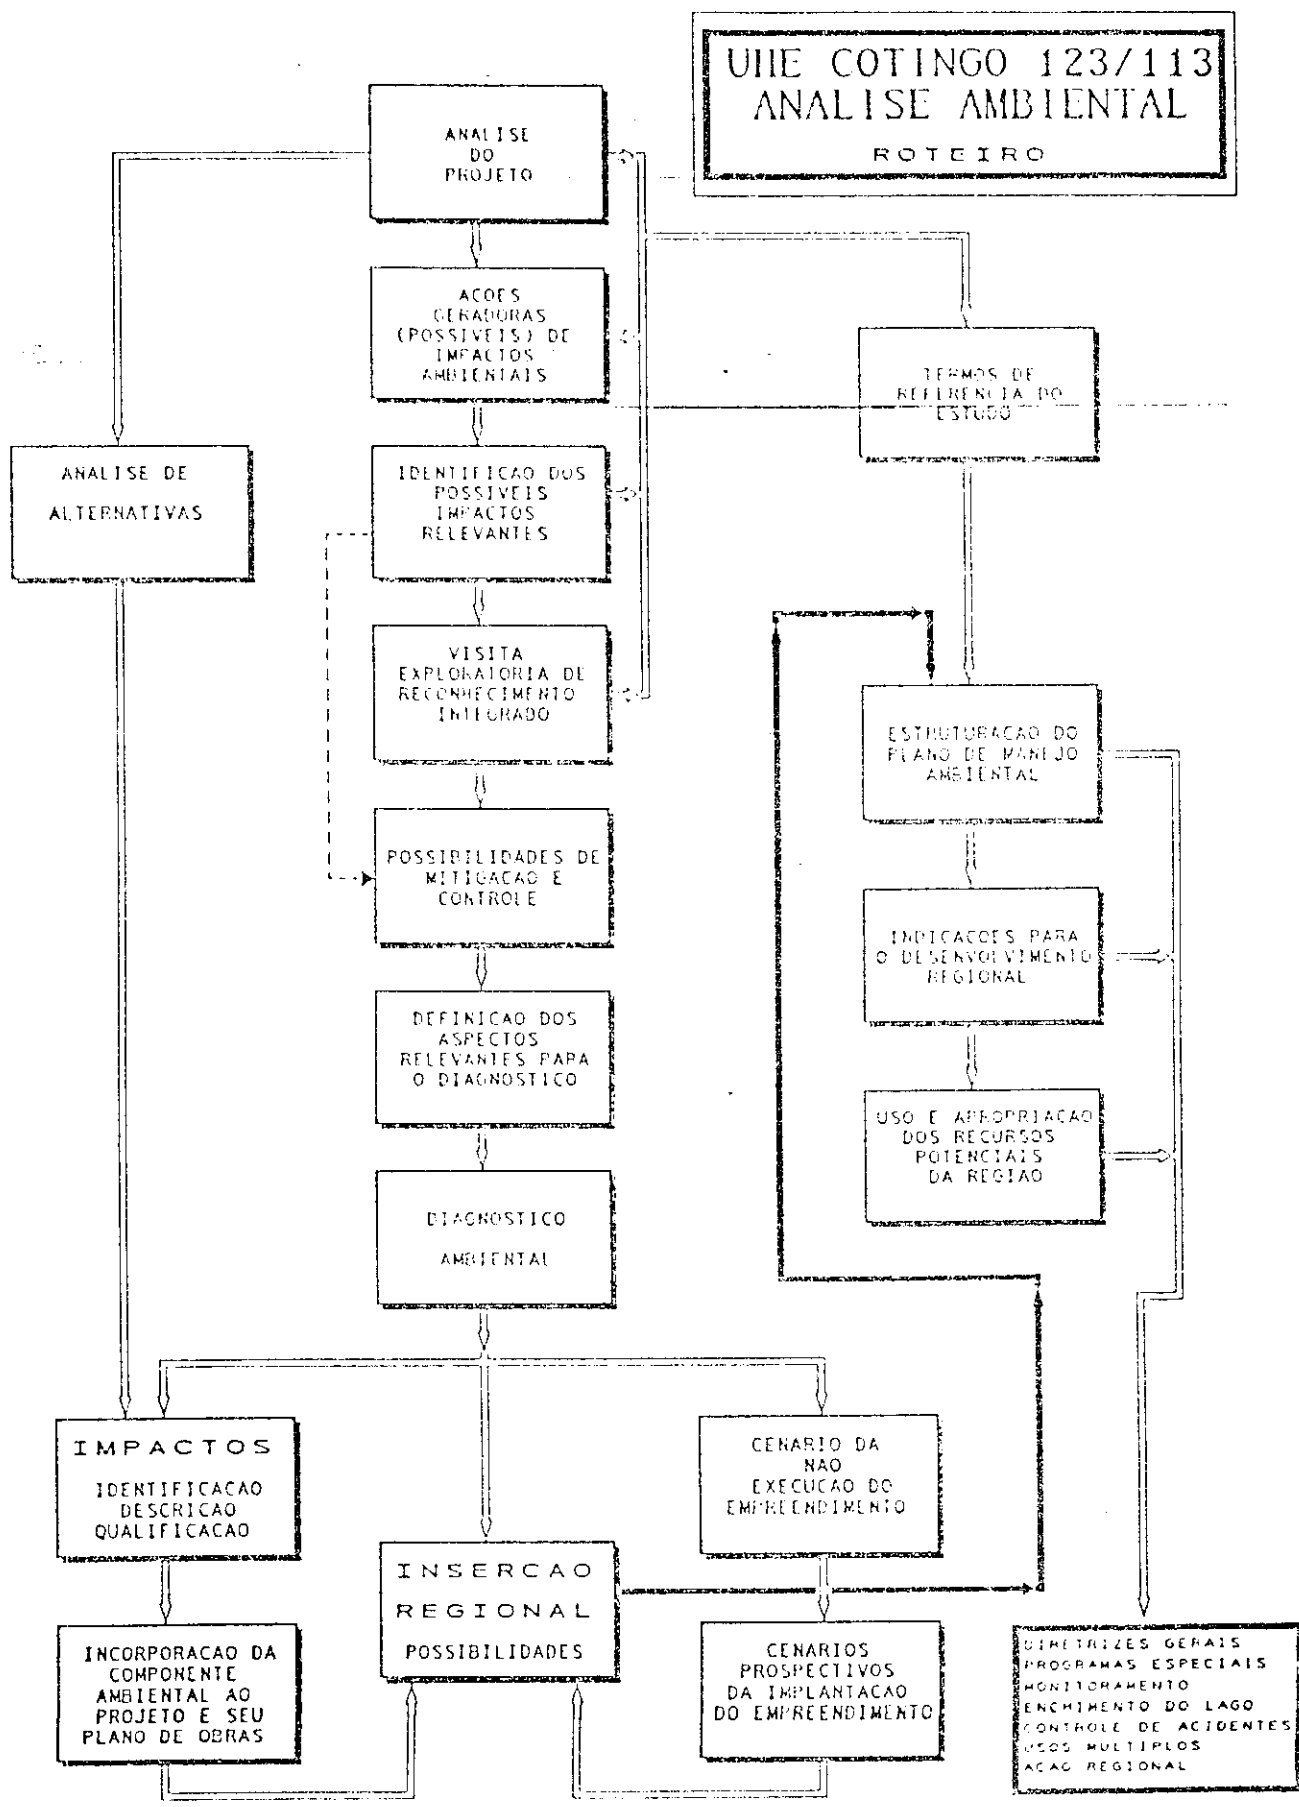 UHE COTINGO 123/113
ANALISE AMBIENTAL
ROTEIRO
ANALISE
DO
PROJETO
ACOES
GERADORAS
(POSSIVEIS) DE
IMPACTOS
AMBIENTAIS
TERMOS DE
REFERENCIA DO
ESTUDO
ANALISE DE
ALTERNATIVAS
IDENTIFICAO DOS
POSSIVEIS
IMPACTOS
RELEVANTES
VISITA
EXPLORATORIA DE
RECONHECIMENTO
INTEGRADO
ESTRUTURACAO DO
PLANO DE MANEJO
AMBIENTAL
POSSIBILIDADES DE
MITIGACAO E
CONTROLE
INDICACOES PARA
O DESENVOLVIMENTO
REGIONAL
DEFINICAO DOS
ASPECTOS
RELEVANTES PARA
O DIAGNOSTICO
USO E APROPRIACAO
DOS RECURSOS
POTENCIAIS
DA REGIAO
DIAGNOSTICO
AMBIENTAL
IMPACTOS
IDENTIFICACAO
DESCRICAO
QUALIFICACAO
CENARIO DA
NAO
EXECUCAO DO
EMPREENDIMENTO
INSERCAO
REGIONAL
POSSIBILIDADES
INCORPORACAO DA
COMPONENTE
AMBIENTAL AO
PROJETO E SEU
PLANO DE OBRAS
CENARIOS
PROSPECTIVOS
DA IMPLANTACAO
DO EMPREENDIMENTO
DIRETRIZES GERAIS
PROGRAMAS ESPECIAIS
MONITORAMENTO
ENCHIMENTO DO LAGO
CONTROLE DE ACIDENTES
USOS MULTIPLOS
ACAO REGIONAL